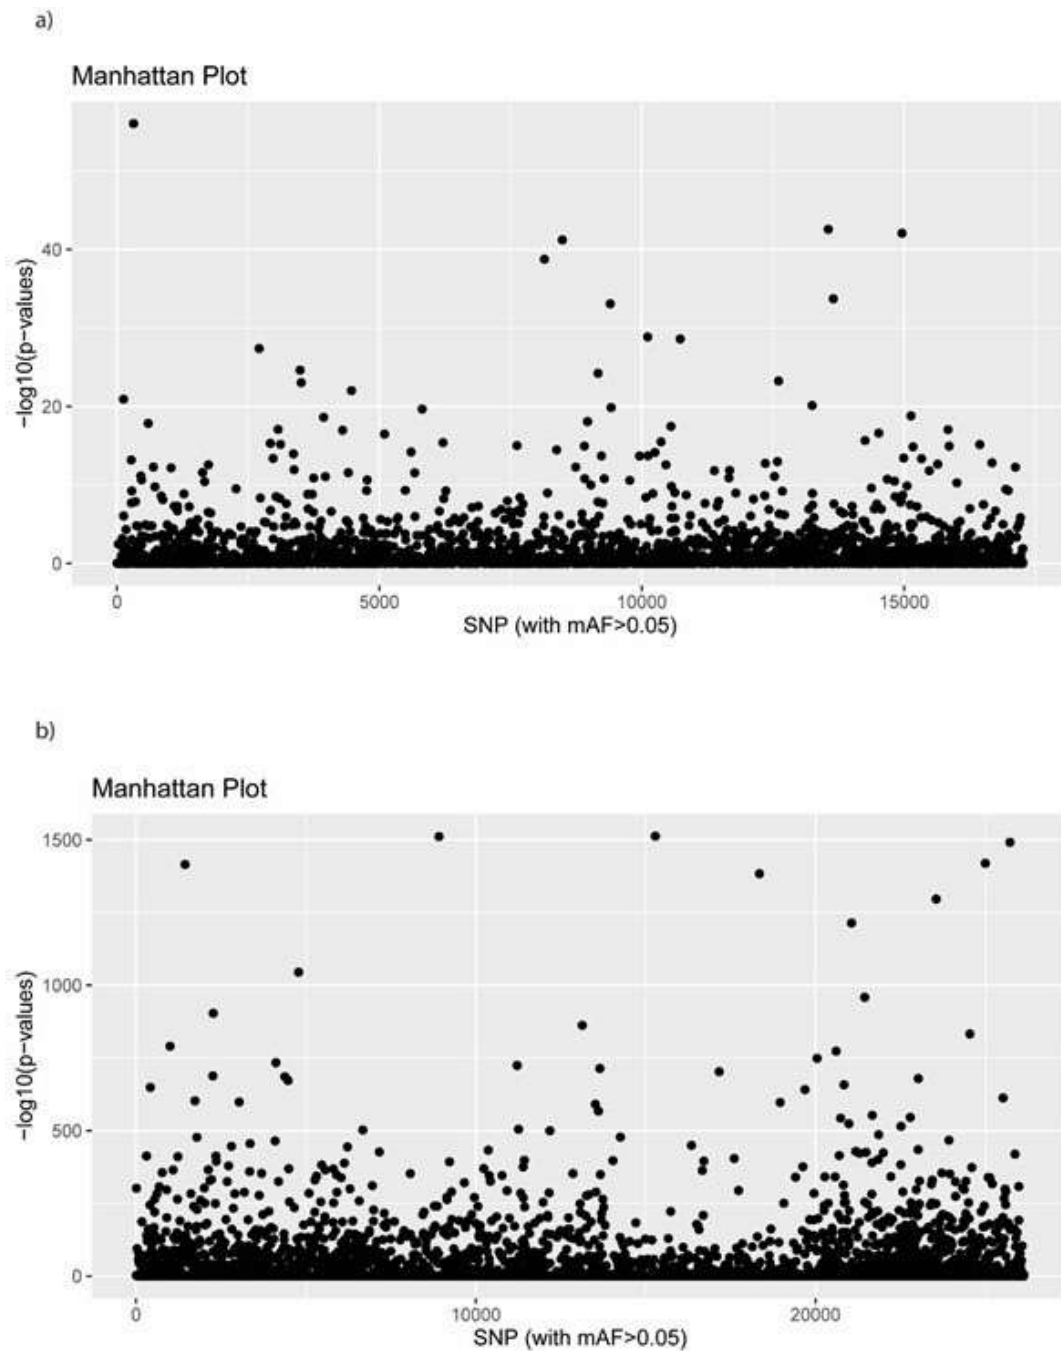 a)
Manhattan Plot
−log10(p−values)
40
20
0
0 5000 10000 15000
SNP (with mAF>0.05)
b)
Manhattan Plot
−log10(p−values)
1500
1000
500
0
0 10000 20000
SNP (with mAF>0.05)